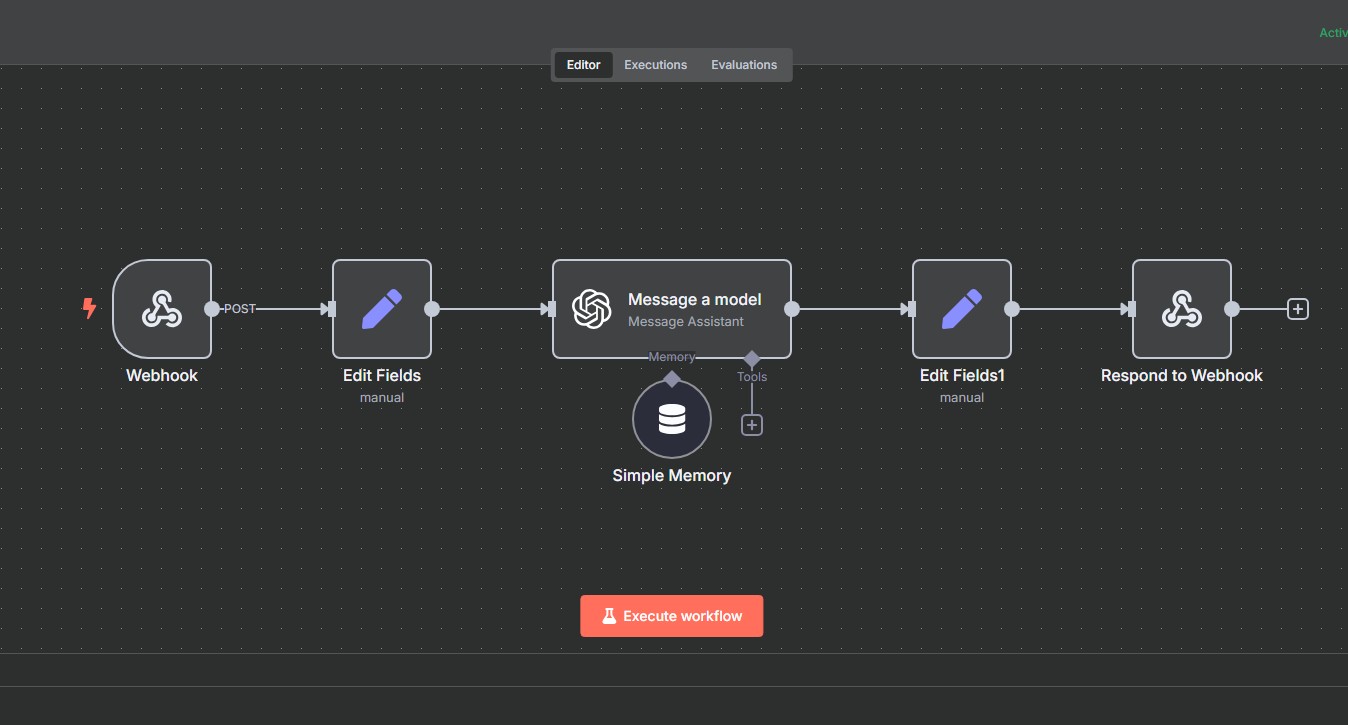 Activ
Editor
Executions
Evaluations
POST
Message a model
Message Assistant
Memory
Tools
Webhook
Edit Fields
manual
Edit Fields1
manual
Respond to Webhook
Simple Memory
Execute workflow